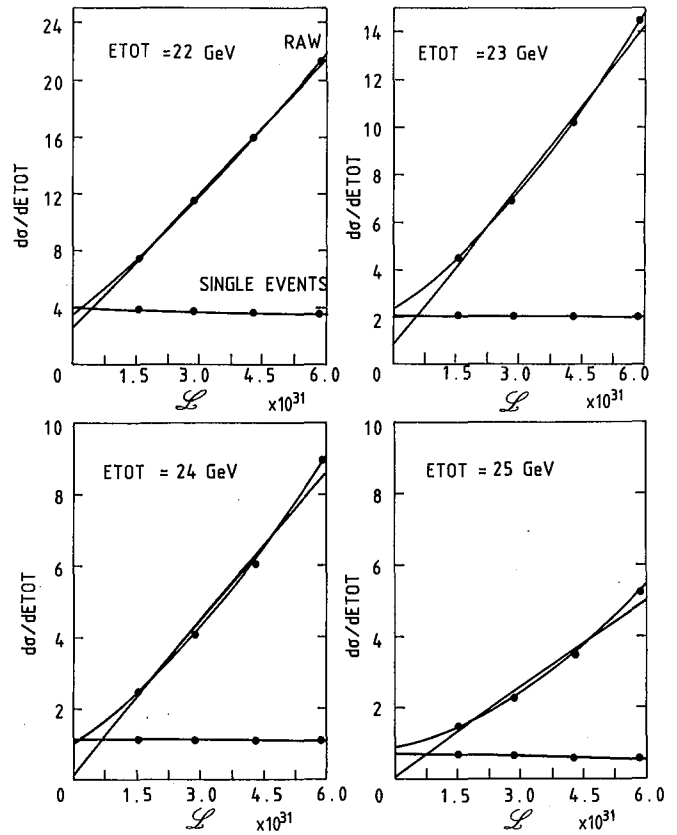 24
20
16
12
8
4
0
dσ/dETOT
ETOT = 22 GeV
RAW
SINGLE EVENTS
1.5 3.0 4.5 6.0
ℒ ×10³¹
14
12
10
8
6
4
2
0
dσ/dETOT
ETOT = 23 GeV
1.5 3.0 4.5 6.0
ℒ ×10³¹
10
8
6
4
2
0
dσ/dETOT
ETOT = 24 GeV
1.5 3.0 4.5 6.0
ℒ ×10³¹
10
8
6
4
2
0
dσ/dETOT
ETOT = 25 GeV
1.5 3.0 4.5 6.0
ℒ ×10³¹